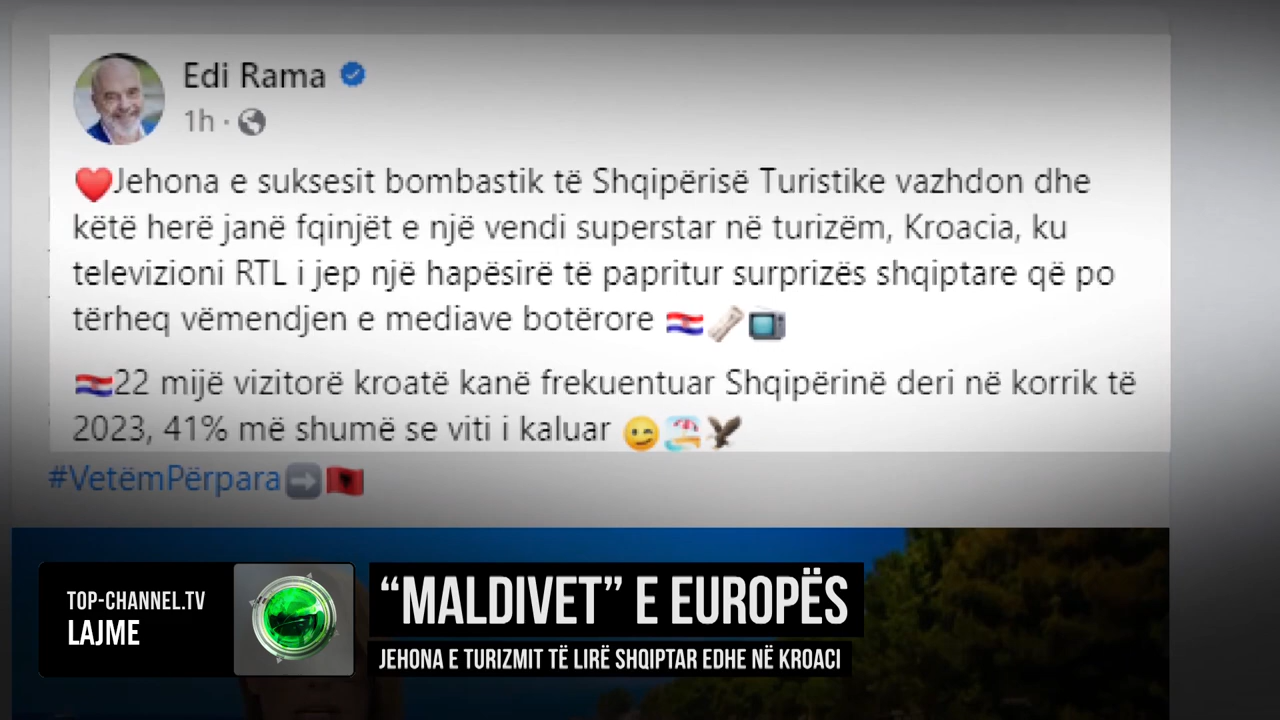 Edi Rama
1h ·
❤️Jehona e suksesit bombastik të Shqipërisë Turistike vazhdon dhe
këtë herë janë fqinjët e një vendi superstar në turizëm, Kroacia, ku
televizioni RTL i jep një hapësirë të papritur surprizës shqiptare që po
tërheq vëmendjen e mediave botërore 🇭🇷🗞️📺
🇭🇷22 mijë vizitorë kroatë kanë frekuentuar Shqipërinë deri në korrik të
2023, 41% më shumë se viti i kaluar 😉🏖️🦅
#VetëmPërpara➡️🇦🇱
TOP-CHANNEL.TV
LAJME
“MALDIVET” E EUROPËS
JEHONA E TURIZMIT TË LIRË SHQIPTAR EDHE NË KROACI